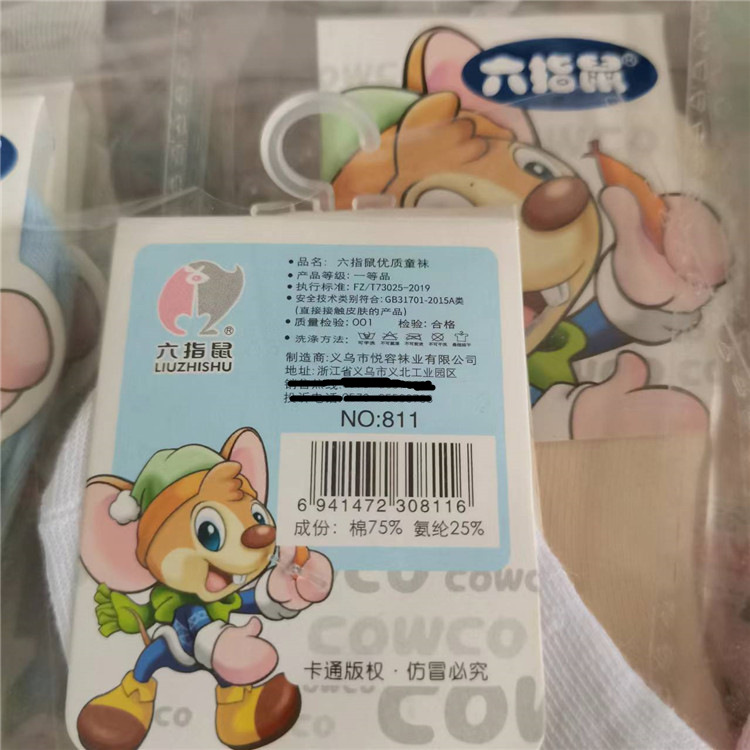 COWCO
六指鼠®
六指鼠®
LIUZHISHU
•品名: 六指鼠优质童袜
•产品等级: 一等品
•执行标准: FZ/T73025-2019
•安全技术类别符合:GB31701-2015A类
(直接接触皮肤的产品)
•质量检验:001 检验: 合格
•洗涤方法:
制造商:义乌市悦容袜业有限公司
地址: 浙江省义乌市义北工业园区
NO:811
6 941472 308116
成份: 棉75% 氨纶25%
COWCO
COWCO
卡通版权·仿冒必究
CO